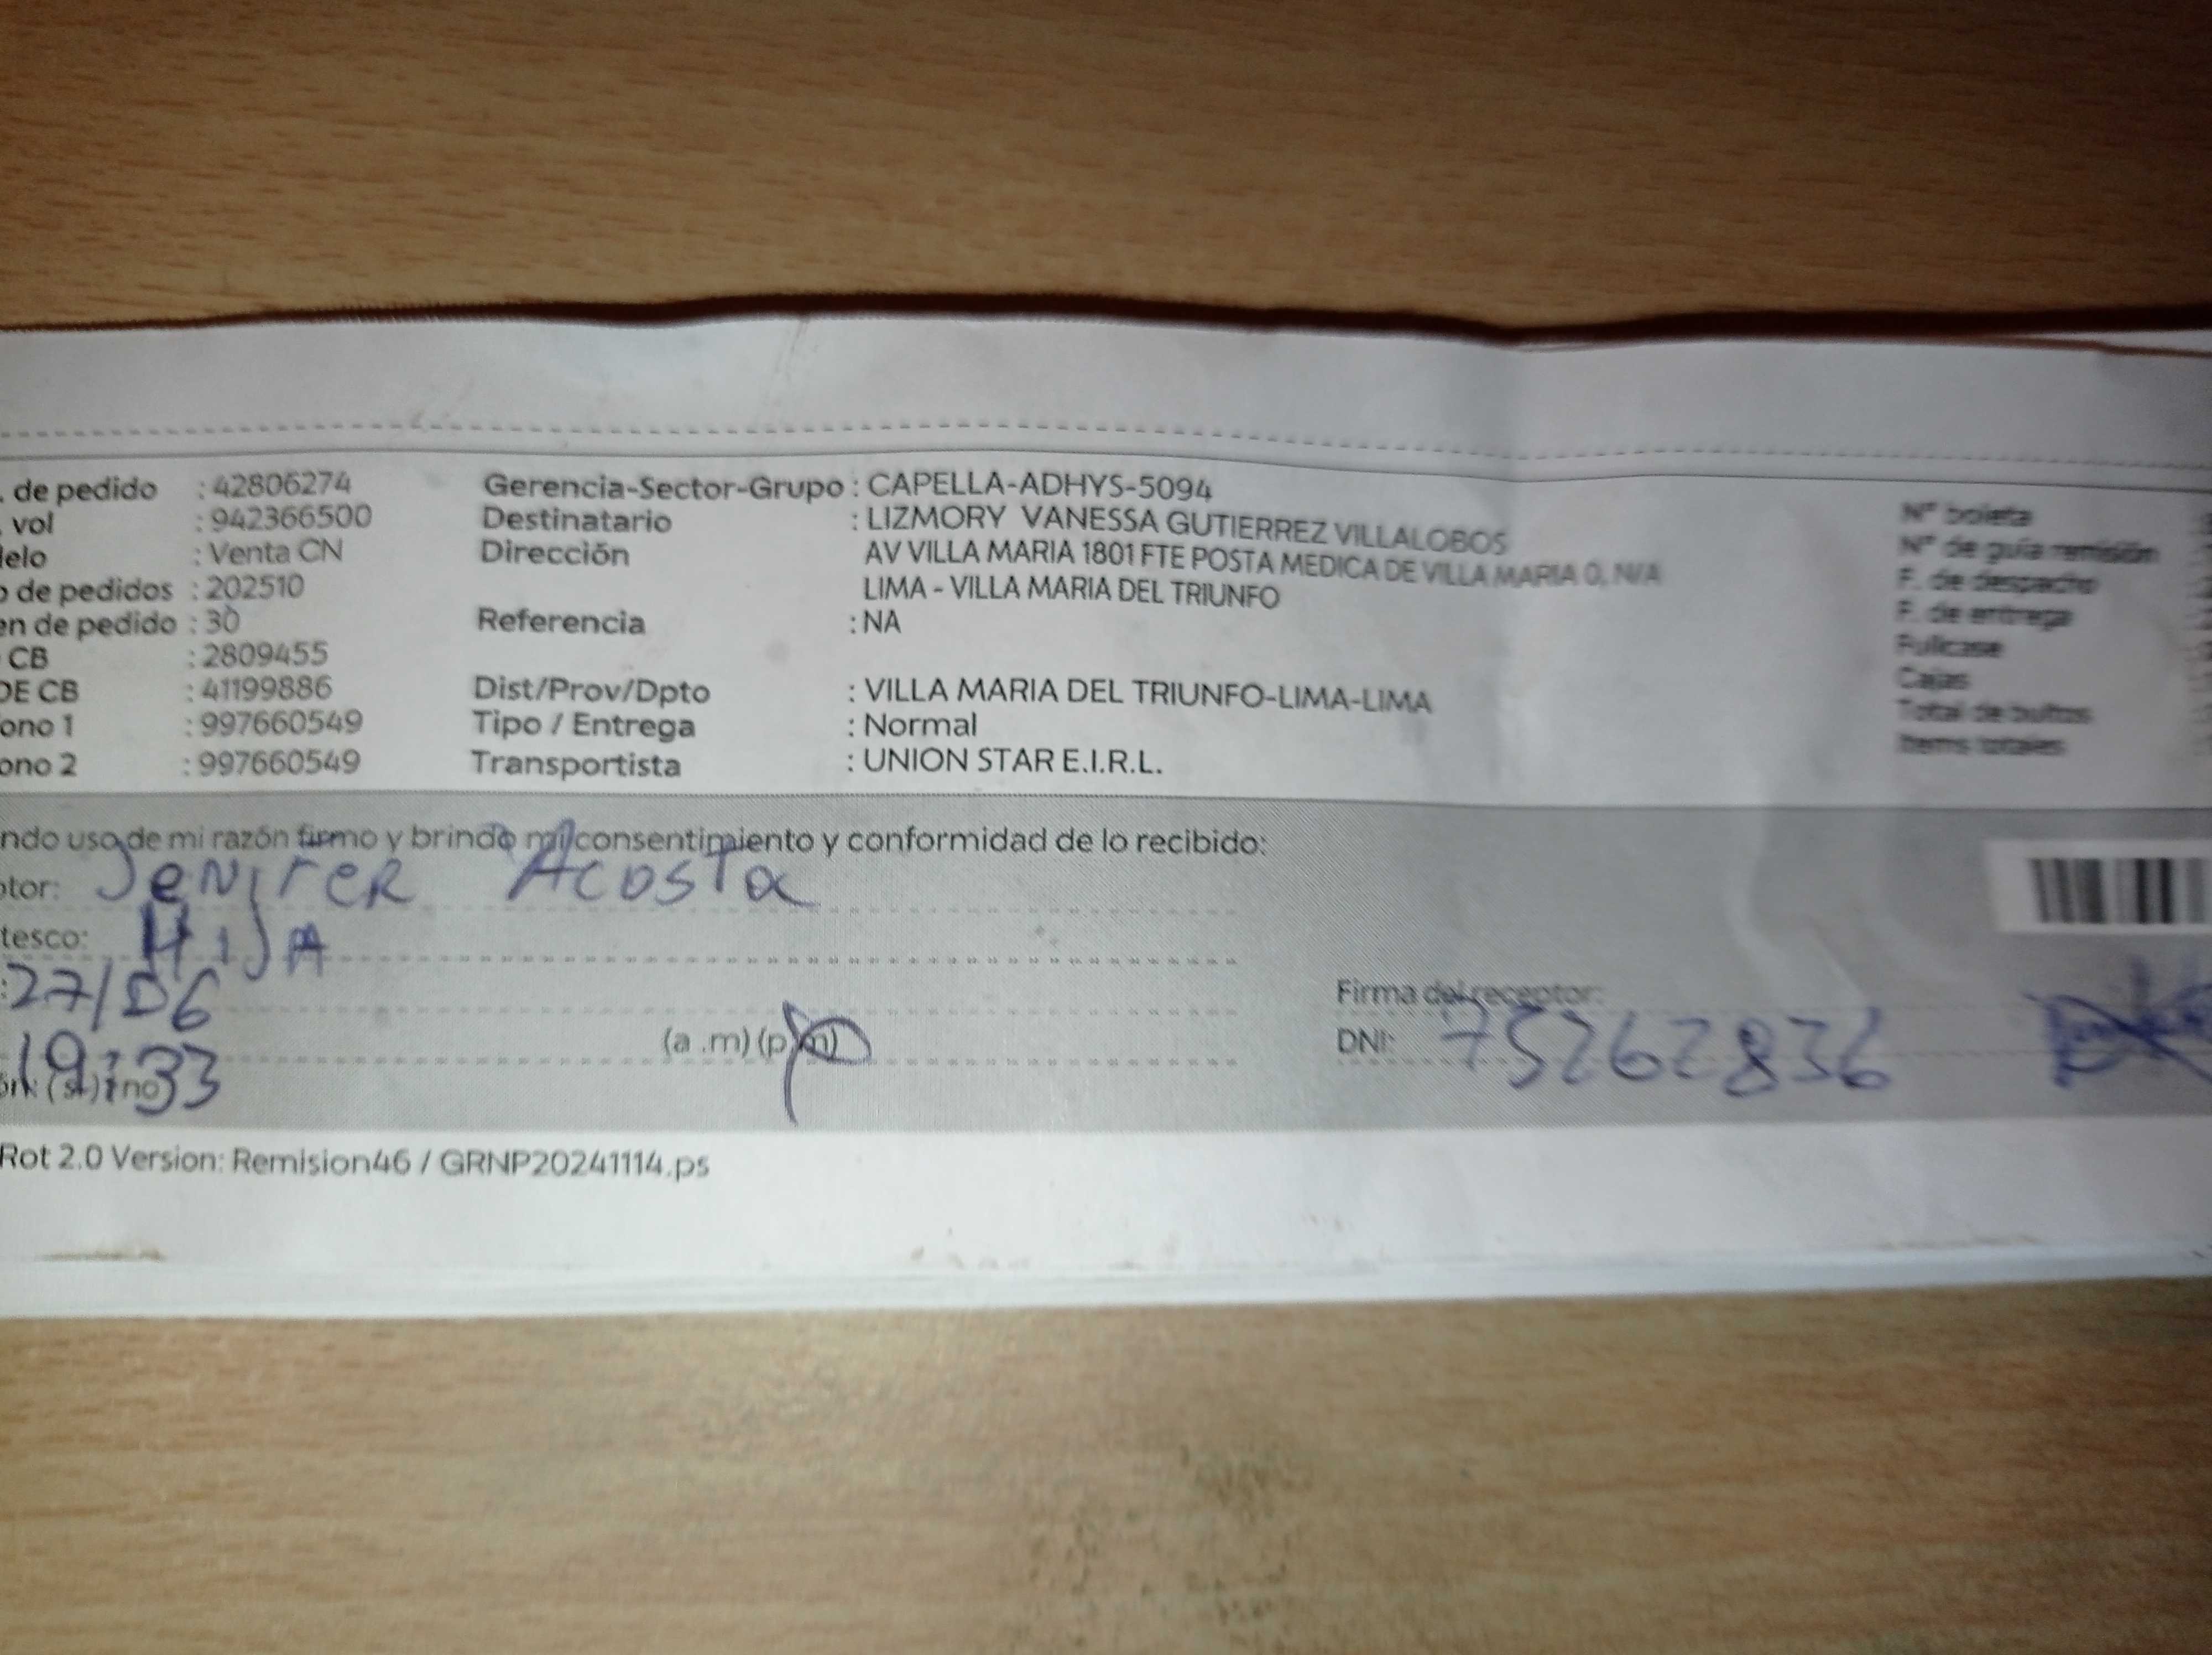 . de pedido : 42806274 Gerencia-Sector-Grupo : CAPELLA-ADHYS-5094 N° boleta
. vol : 942366500 Destinatario : LIZMORY VANESSA GUTIERREZ VILLALOBOS N° de guía remisión
delo : Venta CN Dirección AV VILLA MARIA 1801 FTE POSTA MEDICA DE VILLA MARIA 0, N/A F. de despacho
o de pedidos : 202510 LIMA - VILLA MARIA DEL TRIUNFO F. de entrega
en de pedido : 30 Referencia : NA Fullcase
CB : 2809455 Cajas
DE CB : 41199886 Dist/Prov/Dpto : VILLA MARIA DEL TRIUNFO-LIMA-LIMA Total de bultos
ono 1 : 997660549 Tipo / Entrega : Normal Items totales
ono 2 : 997660549 Transportista : UNION STAR E.I.R.L.
ndo uso de mi razón firmo y brindo mi consentimiento y conformidad de lo recibido:
ptor: Jenifer Acosta
tesco: HIJA
: 27/06 Firma del receptor:
19:33 (a .m) (p.m) DNI: 75262836
ón: (si) (no)
Rot 2.0 Version: Remision46 / GRNP20241114.ps